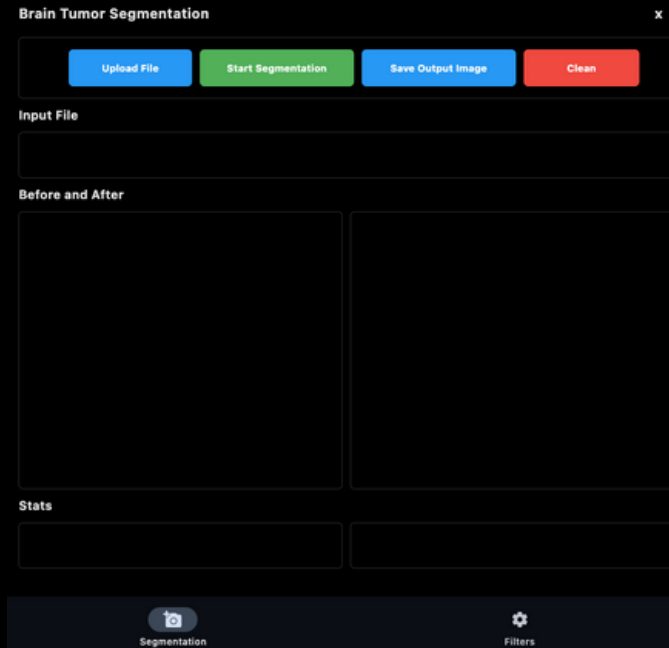 Brain Tumor Segmentation x
Upload File Start Segmentation Save Output Image Clean
Input File
Before and After
Stats
Segmentation Filters